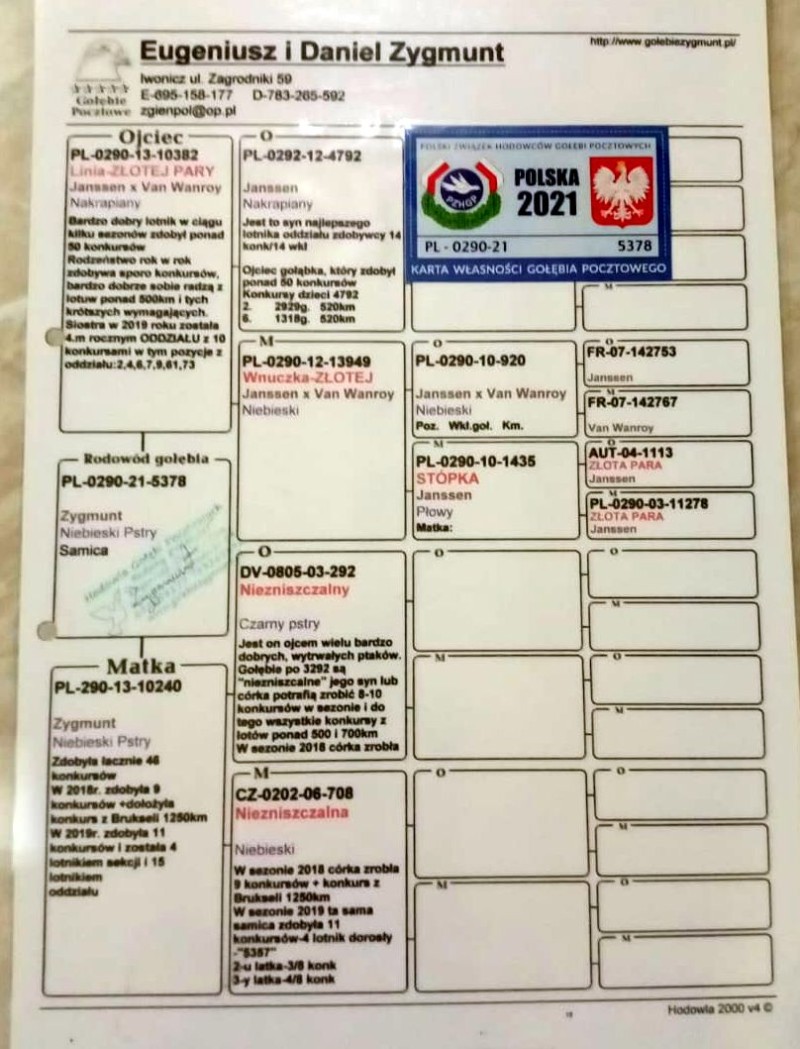 http://www.golebiezygmunt.pl/
Eugeniusz i Daniel Zygmunt
Iwonicz ul. Zagrodniki 59
E-695-158-177 D-783-265-592
zgienpol@op.pl
Gołębie
Pocztowe
Ojciec
PL-0290-13-10382
Linia-ZŁOTEJ PARY
Janssen x Van Wanroy
Nakrapiany
Bardzo dobry lotnik w ciągu
kilku sezonów zdobył ponad
50 konkursów
Rodzeństwo rok w rok
zdobywa sporo konkursów,
bardzo dobrze sobie radzą z
lotuw ponad 500km i tych
krótszych wymagających.
Siostra w 2019 roku została
4.m rocznym ODDZIAŁU z 10
konkursami w tym pozycje z
oddziału:2,4,6,7,9,61,73
O
PL-0292-12-4792
Janssen
Nakrapiany
Jest to syn najlepszego
lotnika oddziału zdobywcy 14
konk/14 wkl
Ojciec gołąbka, który zdobył
ponad 50 konkursów
Konkursy dzieci 4792
2. 2929g. 520km
6. 1318g. 520km
POLSKI ZWIĄZEK HODOWCÓW GOŁĘBI POCZTOWYCH
PZHGP
POLSKA
2021
PL - 0290-21 5378
KARTA WŁASNOŚCI GOŁĘBIA POCZTOWEGO
M
M
PL-0290-12-13949
Wnuczka-ZŁOTEJ
Janssen x Van Wanroy
Niebieski
O
PL-0290-10-920
Janssen x Van Wanroy
Niebieski
Poz. Wkl.goł. Km.
O
FR-07-142753
Janssen
M
FR-07-142767
Van Wanroy
M
PL-0290-10-1435
STÓPKA
Janssen
Płowy
Matka:
O
AUT-04-1113
ZŁOTA PARA
Janssen
M
PL-0290-03-11278
ZŁOTA PARA
Janssen
Rodowód gołębia
PL-0290-21-5378
Zygmunt
Niebieski Pstry
Samica
O
DV-0805-03-292
Niezniszczalny
Czarny pstry
Jest on ojcem wielu bardzo
dobrych, wytrwałych ptaków.
Gołębie po 3292 są
"niezniszcalne" jego syn lub
córka potrafią zrobić 8-10
konkursów w sezonie i do
tego wszystkie konkursy z
lotów ponad 500 i 700km
W sezonie 2018 córka zrobła
O
O
M
M
O
M
Matka
PL-290-13-10240
Zygmunt
Niebieski Pstry
Zdobyła łacznie 46
konkursów
W 2018r. zdobyła 9
konkursów +dołożyła
konkurs z Brukseli 1250km
W 2019r. zdobyła 11
konkursów i została 4
lotnikiem sekcji i 15
lotnikiem
oddziału
M
CZ-0202-06-708
Niezniszczalna
Niebieski
W sezonie 2018 córka zrobła
9 konkursów + konkurs z
Brukseli 1250km
W sezonie 2019 ta sama
samica zdobyła 11
konkursów-4 lotnik dorosły
-"5357"
2-u latka-3/8 konk
3-y latka-4/8 konk
O
O
M
M
O
M
Hodowla 2000 v4 ©